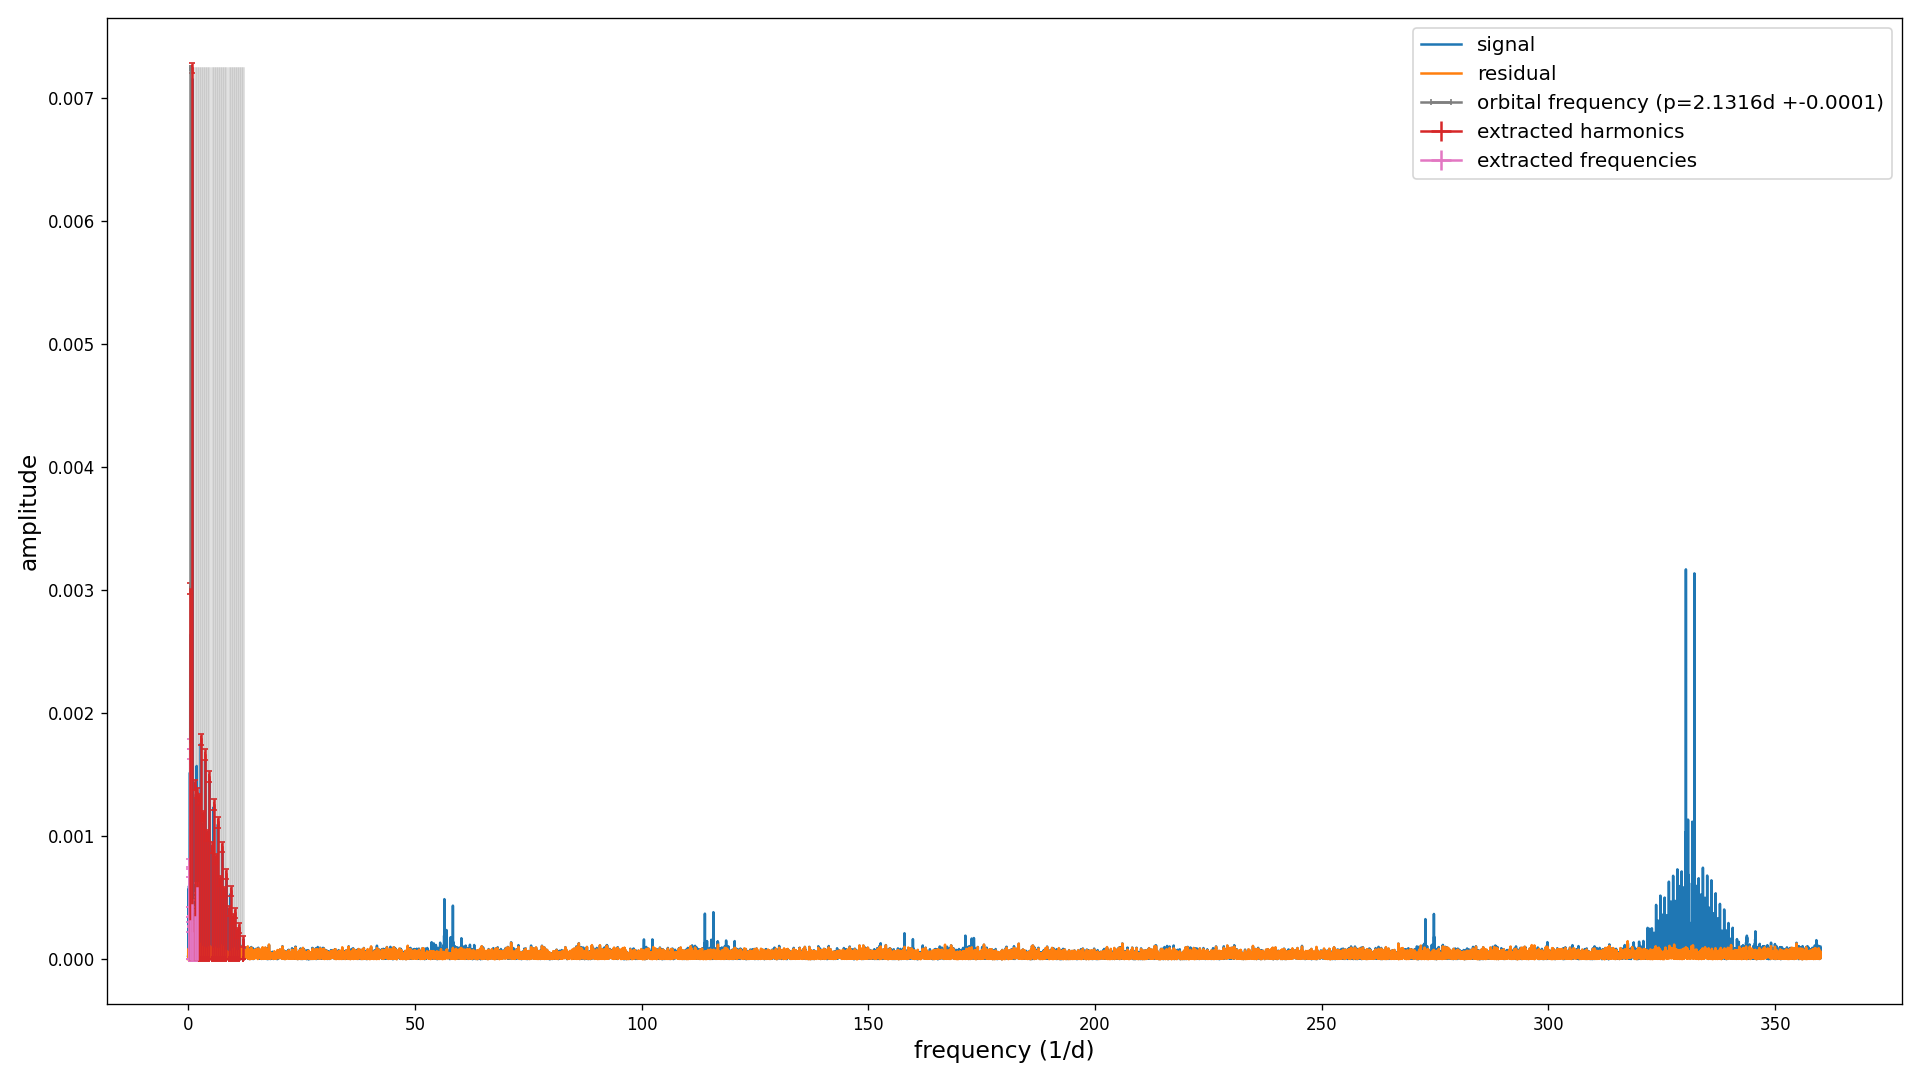 signal
residual
orbital frequency (p=2.1316d +-0.0001)
extracted harmonics
extracted frequencies
0.007
0.006
0.005
0.004
0.003
0.002
0.001
0.000
amplitude
0 50 100 150 200 250 300 350
frequency (1/d)